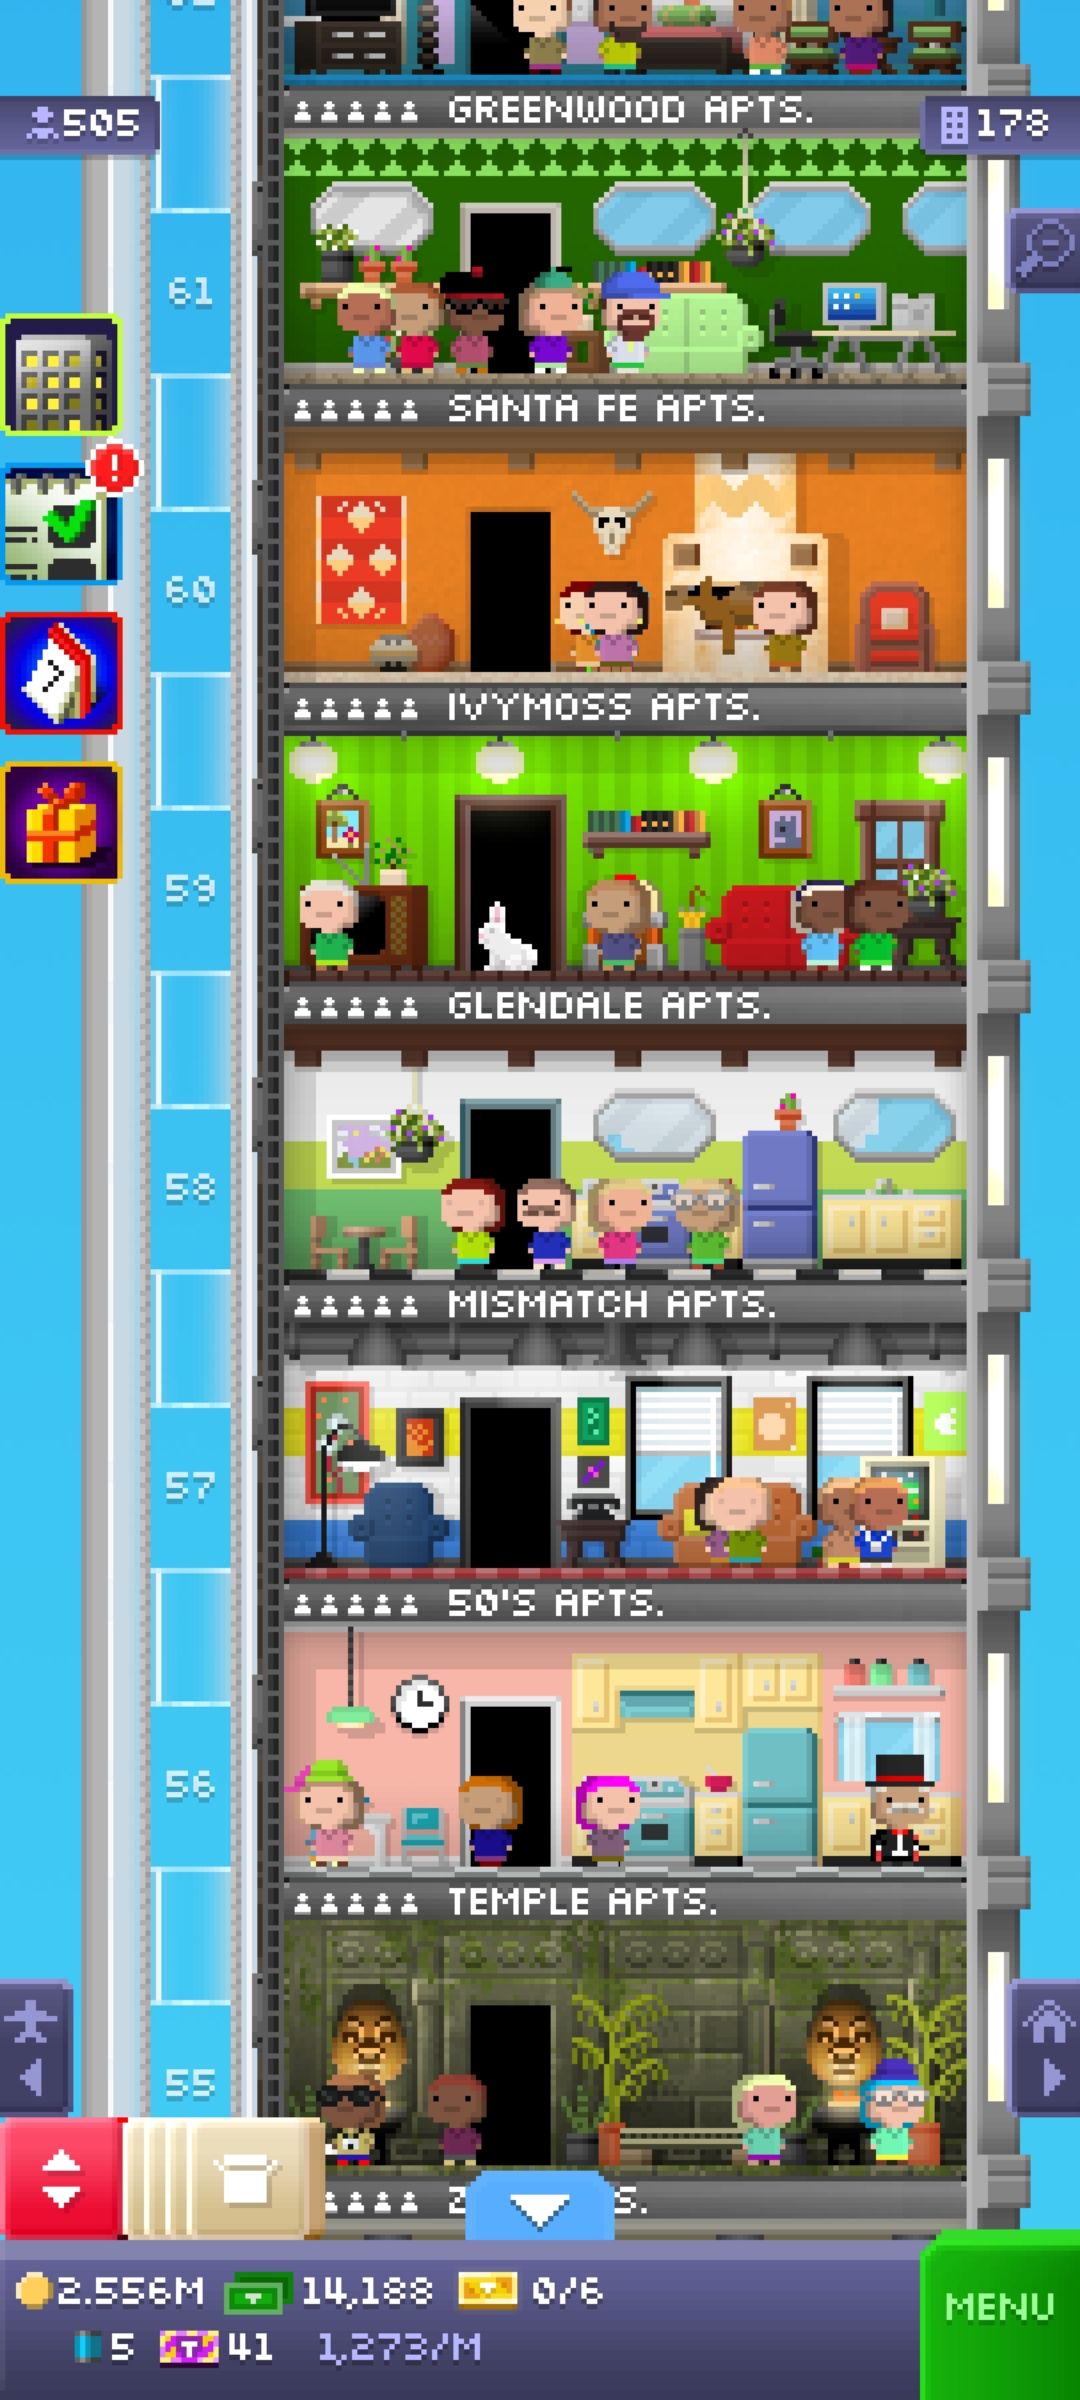 GREENWOOD APTS.
505
178
61
SANTA FE APTS.
60
IVYMOSS APTS.
59
GLENDALE APTS.
58
MISMATCH APTS.
57
50'S APTS.
56
TEMPLE APTS.
55
2.556M 14,188 0/6
5 41 1,273/M
MENU